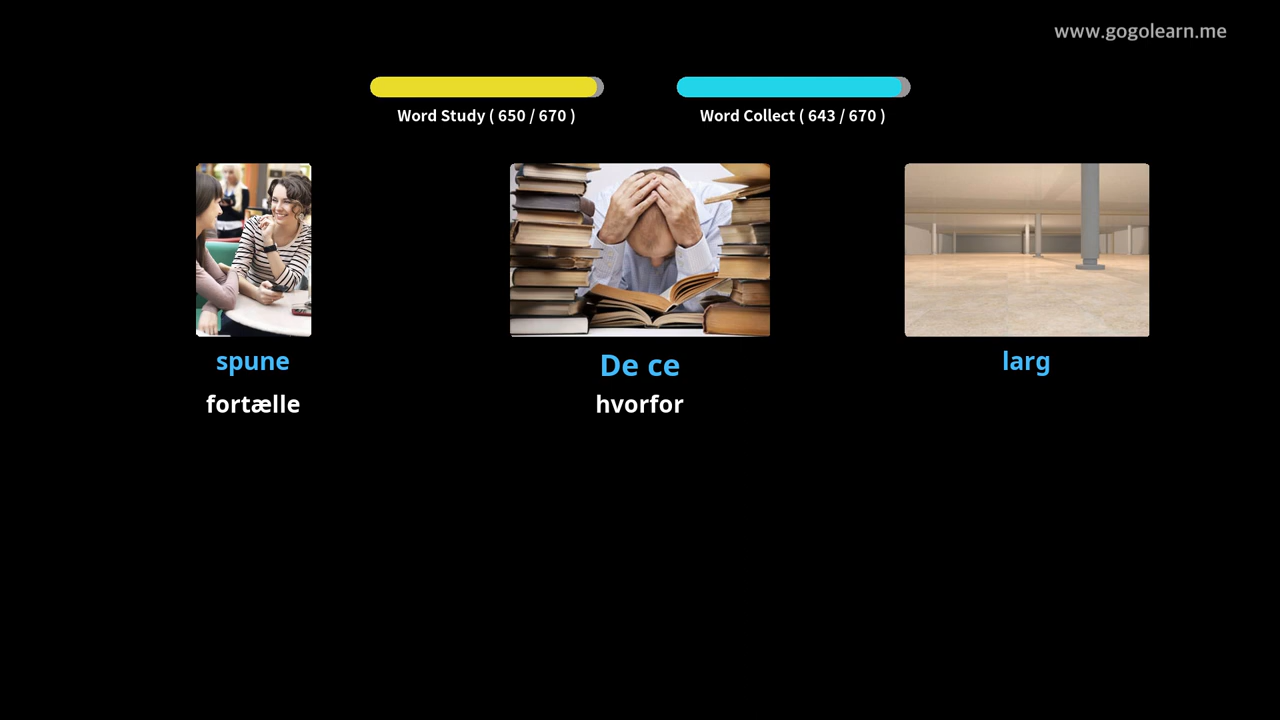 www.gogolearn.me
Word Study ( 650 / 670 )
Word Collect ( 643 / 670 )
spune
De ce
larg
fortælle
hvorfor